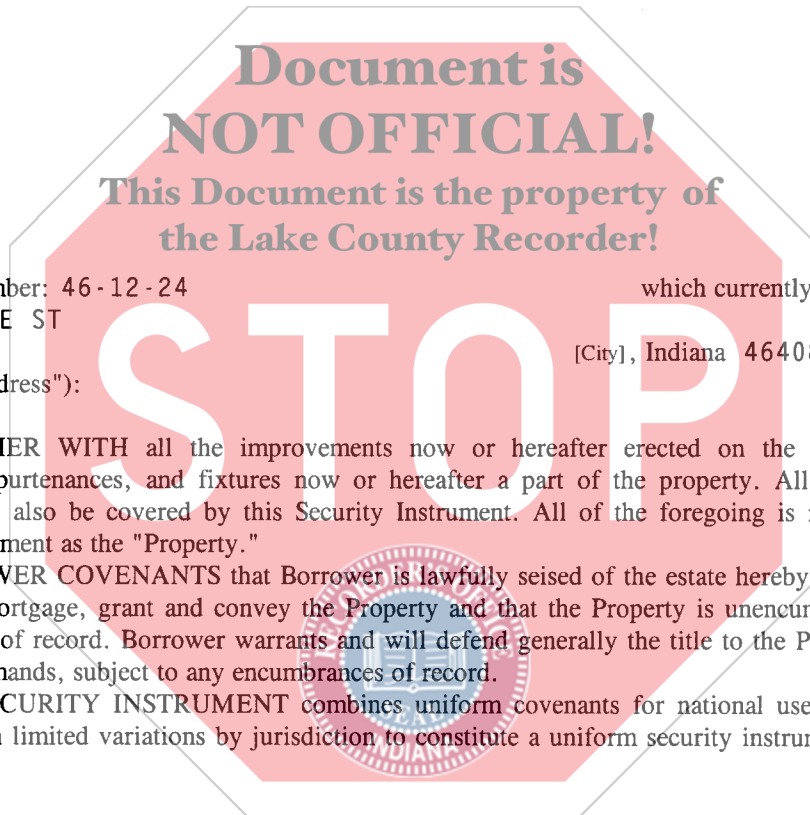 Document is
NOT OFFICIAL!
This Document is the property of
the Lake County Recorder!
nber: 46-12-24 which currently
E ST
[City], Indiana 46408
dress"):
STOP
IER WITH all the improvements now or hereafter erected on the
purtenances, and fixtures now or hereafter a part of the property. All
also be covered by this Security Instrument. All of the foregoing is
ment as the "Property."
WER COVENANTS that Borrower is lawfully seised of the estate hereby
ortgage, grant and convey the Property and that the Property is unencum
of record. Borrower warrants and will defend generally the title to the P
nands, subject to any encumbrances of record.
CURITY INSTRUMENT combines uniform covenants for national use
limited variations by jurisdiction to constitute a uniform security instrum
SEAL
INDIANA